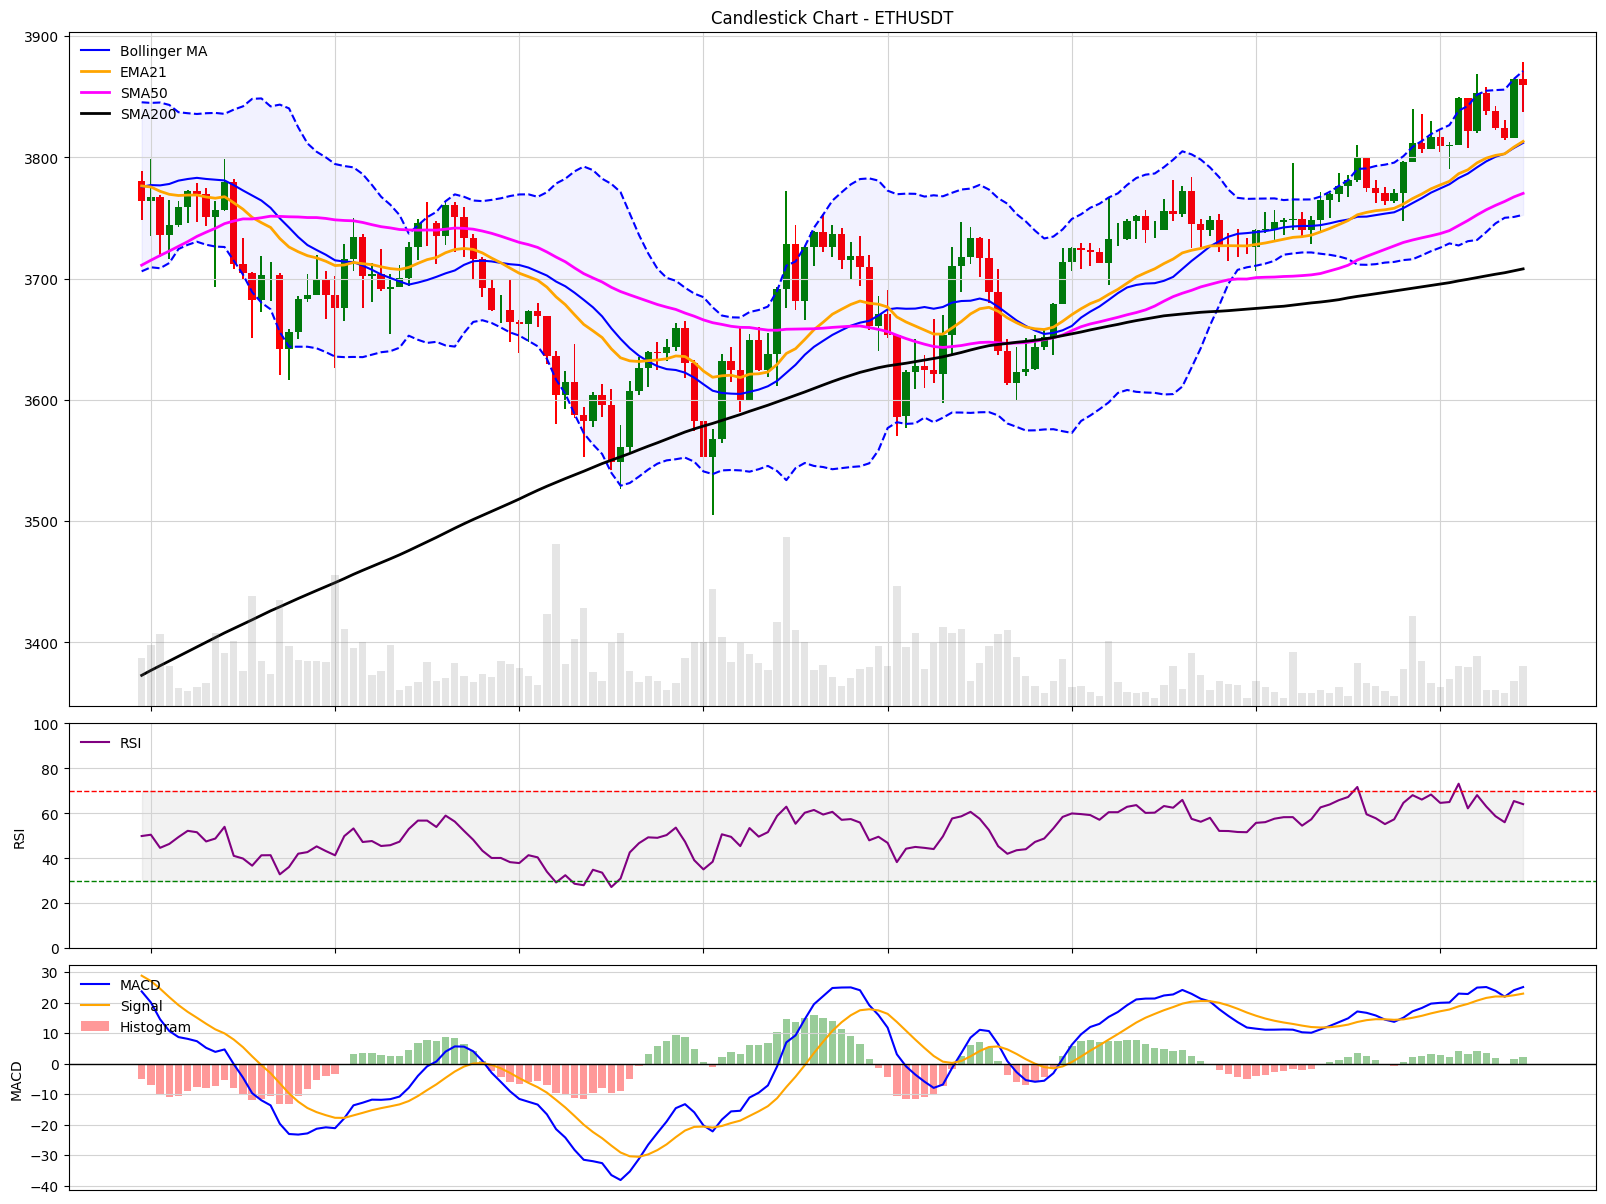 Candlestick Chart - ETHUSDT
3900
Bollinger MA
EMA21
SMA50
SMA200
3800
3700
3600
3500
3400
100
RSI
80
60
RSI
40
20
0
30
MACD
20
Signal
10
Histogram
0
MACD
−10
−20
−30
−40